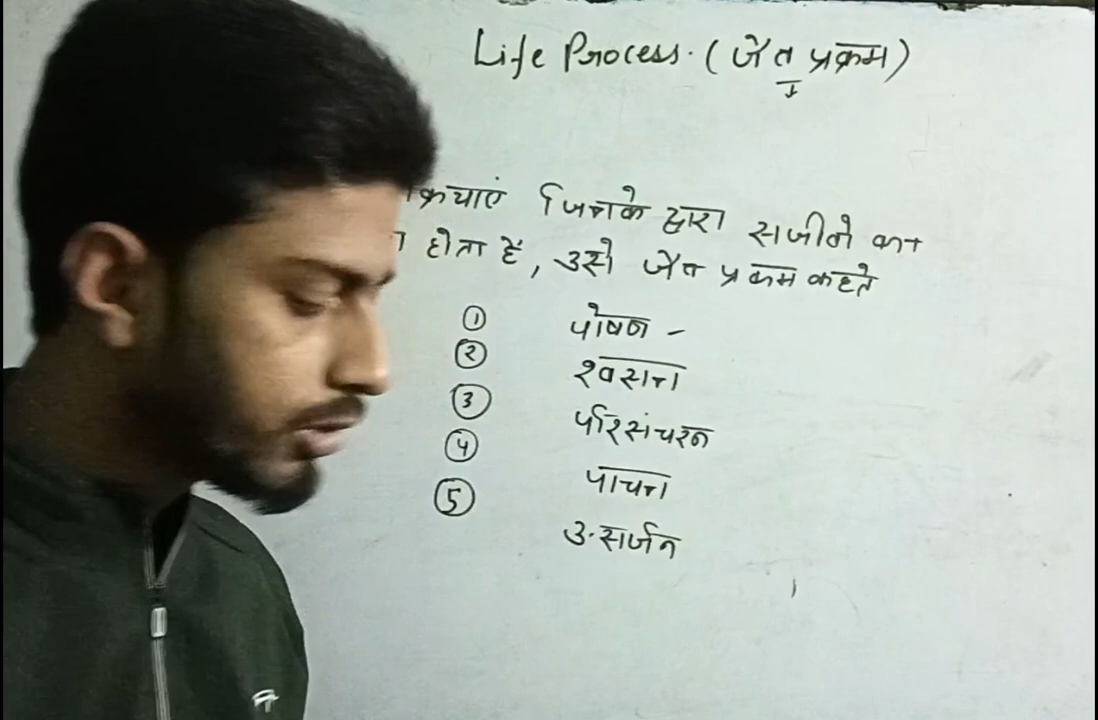 Life Process. (जैव प्रक्रम)
क्रियाएं जिनके द्वारा सजीवो का
होता है, उसे जैव प्रक्रम कहते
① पोषण -
② श्वसन
③ परिसंचरन
④ पाचन
⑤ उत्सर्जन